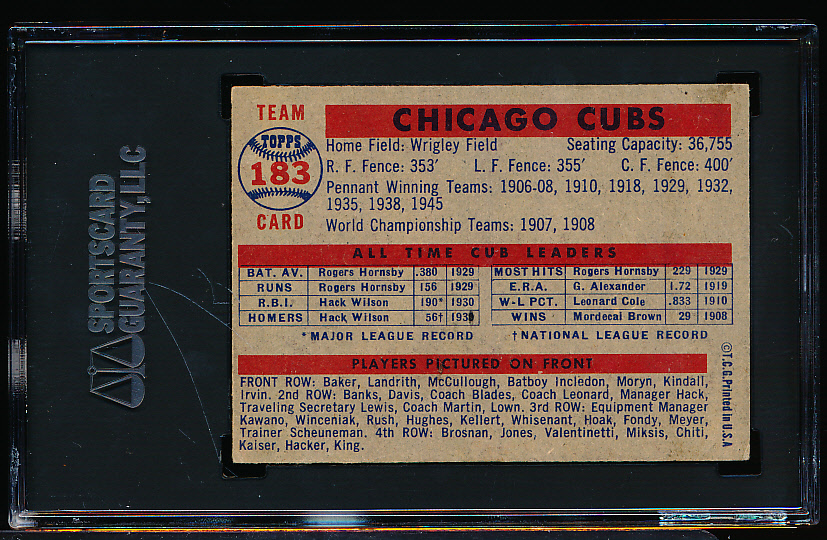 SPORTSCARD
GUARANTY, LLC
TEAM
TOPPS
183
CARD
CHICAGO CUBS
Home Field: Wrigley Field Seating Capacity: 36,755
R. F. Fence: 353′ L. F. Fence: 355′ C. F. Fence: 400′
Pennant Winning Teams: 1906-08, 1910, 1918, 1929, 1932,
1935, 1938, 1945
World Championship Teams: 1907, 1908
ALL TIME CUB LEADERS
BAT. AV. Rogers Hornsby .380 1929 MOST HITS Rogers Hornsby 229 1929
RUNS Rogers Hornsby 156 1929 E.R.A. G. Alexander 1.72 1919
R.B.I. Hack Wilson 190* 1930 W-L PCT. Leonard Cole .833 1910
HOMERS Hack Wilson 56† 1930 WINS Mordecai Brown 29 1908
*MAJOR LEAGUE RECORD †NATIONAL LEAGUE RECORD
PLAYERS PICTURED ON FRONT
FRONT ROW: Baker, Landrith, McCullough, Batboy Incledon, Moryn, Kindall,
Irvin. 2nd ROW: Banks, Davis, Coach Blades, Coach Leonard, Manager Hack,
Traveling Secretary Lewis, Coach Martin, Lown. 3rd ROW: Equipment Manager
Kawano, Winceniak, Rush, Hughes, Kellert, Whisenant, Hoak, Fondy, Meyer,
Trainer Scheuneman. 4th ROW: Brosnan, Jones, Valentinetti, Miksis, Chiti,
Kaiser, Hacker, King.
©T.C.G. Printed in U.S.A